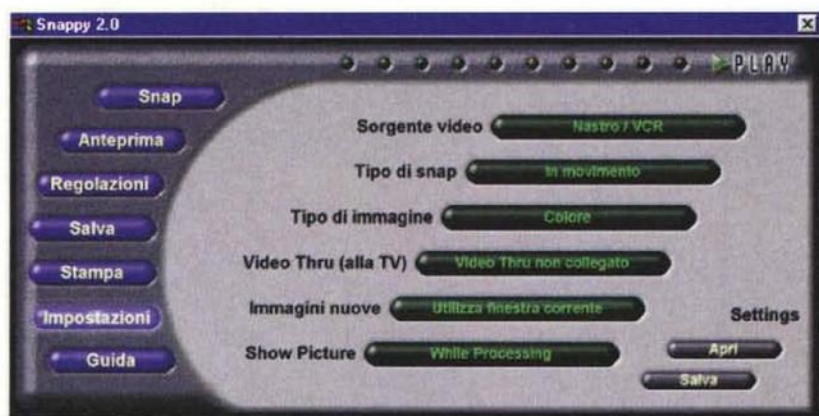 Snappy 2.0
PLAY
Snap
Anteprima
Regolazioni
Salva
Stampa
Impostazioni
Guida
Sorgente video Nastro / VCR
Tipo di snap In movimento
Tipo di immagine Colore
Video Thru (alla TV) Video Thru non collegato
Immagini nuove Utilizza finestra corrente
Show Picture While Processing
Settings
Apri
Salva